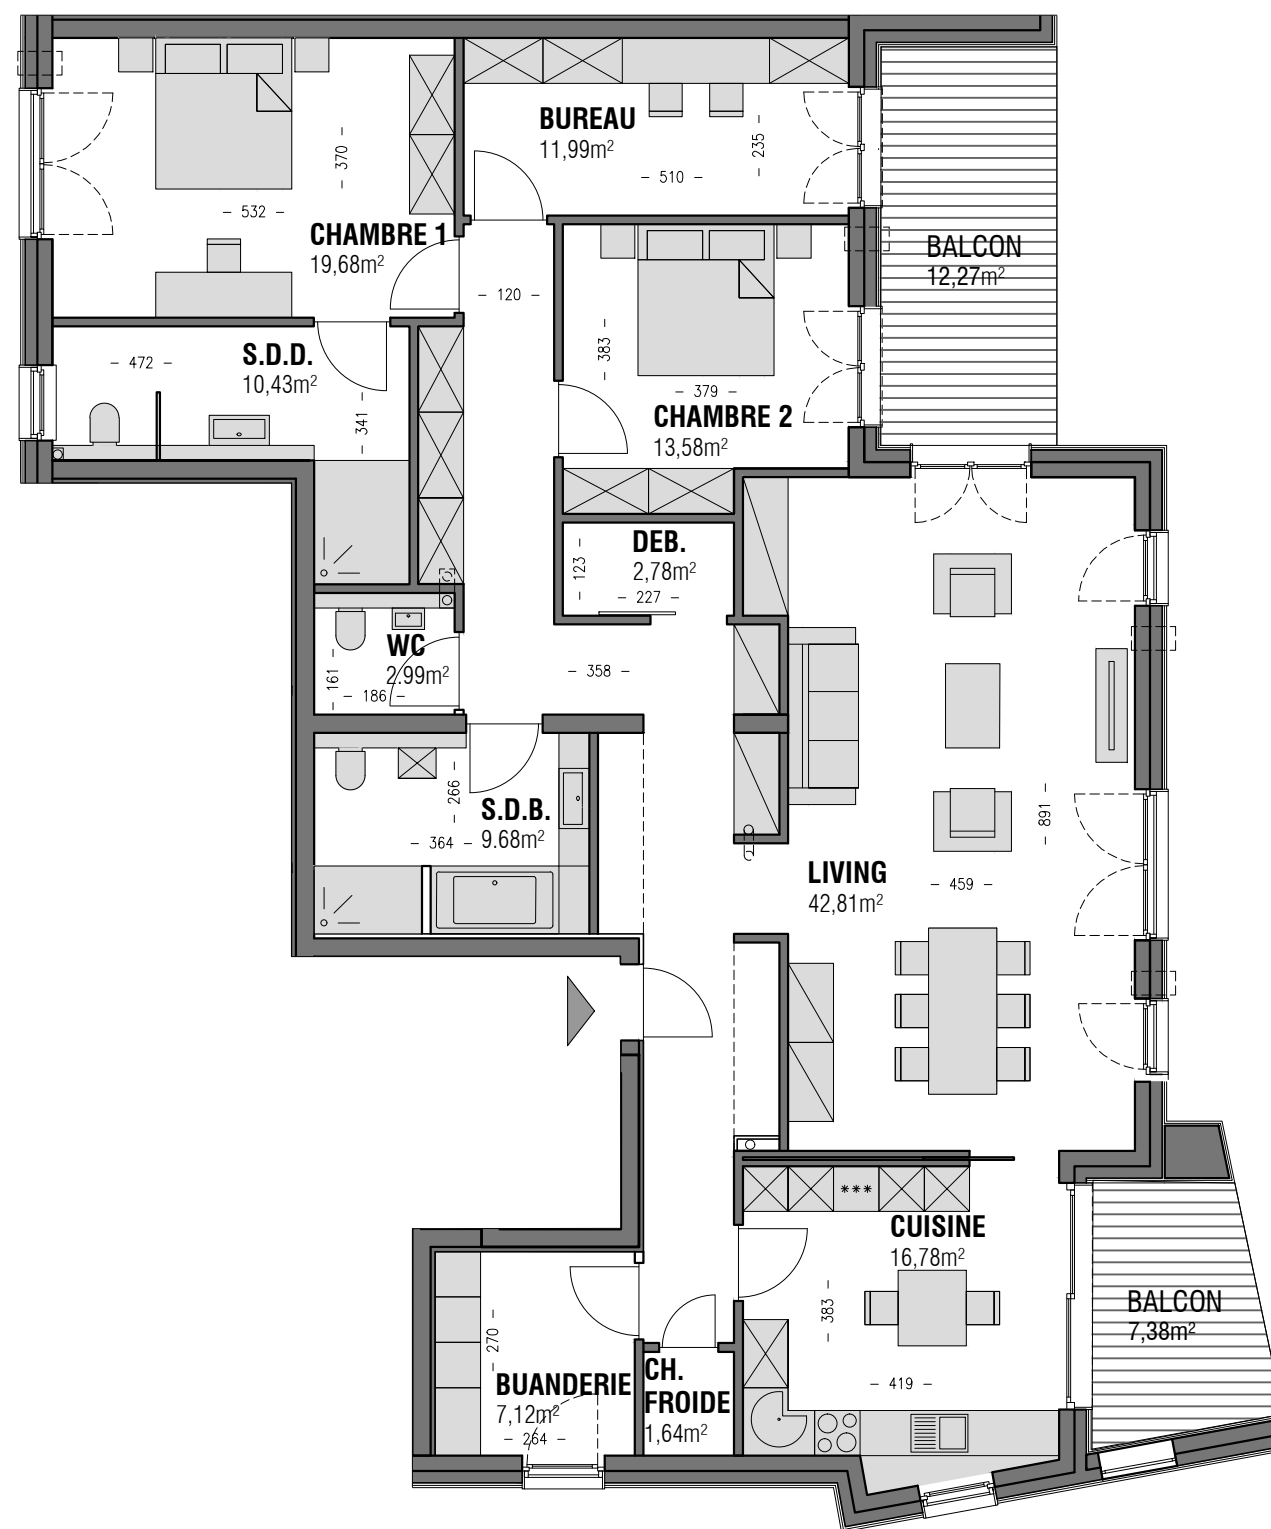 BUREAU
11,99m²
– 235 –
– 510 –
– 370 –
– 532 –
CHAMBRE 1
19,68m²
BALCON
12,27m²
– 120 –
– 383 –
– 379 –
CHAMBRE 2
13,58m²
– 472 –
S.D.D.
10,43m²
– 341 –
DEB.
2,78m²
– 123 –
– 227 –
WC
2.99m²
– 161 –
– 186 –
– 358 –
– 266 –
S.D.B.
9.68m²
– 364 –
– 891 –
LIVING
42,81m²
– 459 –
***
CUISINE
16,78m²
– 383 –
– 419 –
BALCON
7,38m²
– 270 –
BUANDERIE
7,12m²
– 264 –
CH.
FROIDE
1,64m²